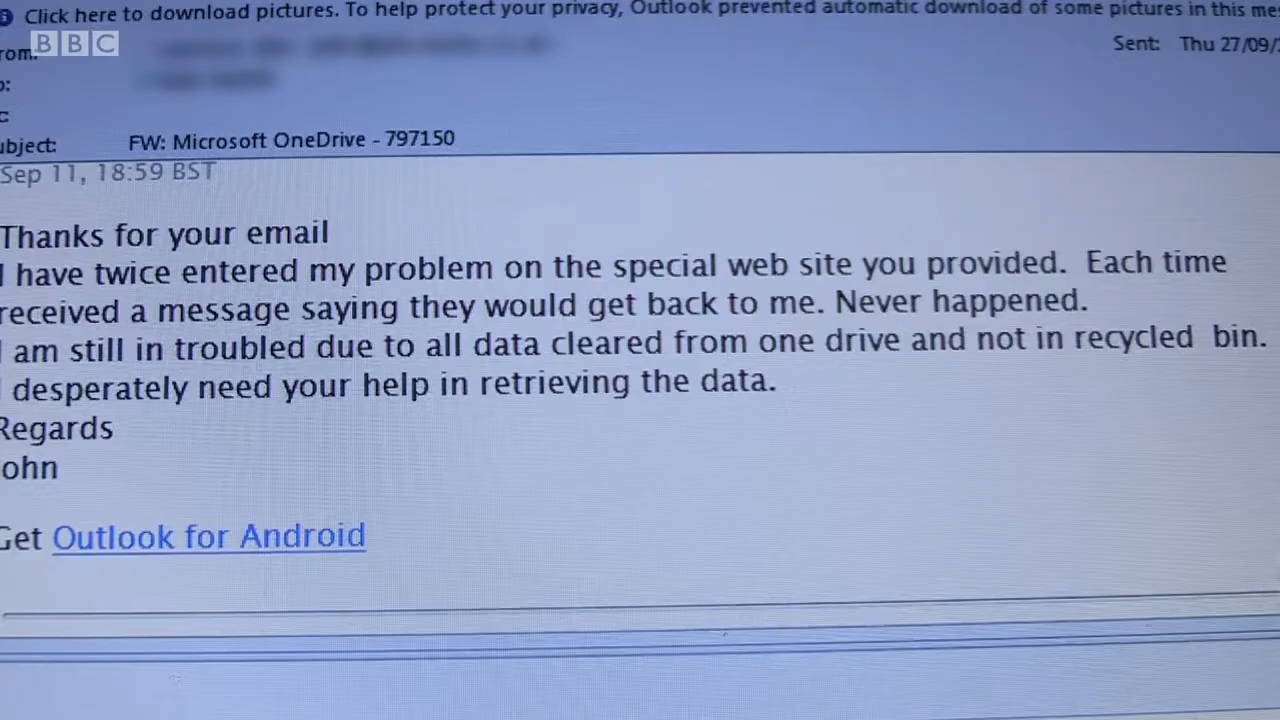 Click here to download pictures. To help protect your privacy, Outlook prevented automatic download of some pictures in this me
BBC
rom:
Sent: Thu 27/09/
o:
c
ubject: FW: Microsoft OneDrive - 797150
Sep 11, 18:59 BST
Thanks for your email
I have twice entered my problem on the special web site you provided. Each time
received a message saying they would get back to me. Never happened.
I am still in troubled due to all data cleared from one drive and not in recycled bin.
I desperately need your help in retrieving the data.
Regards
ohn
Get Outlook for Android